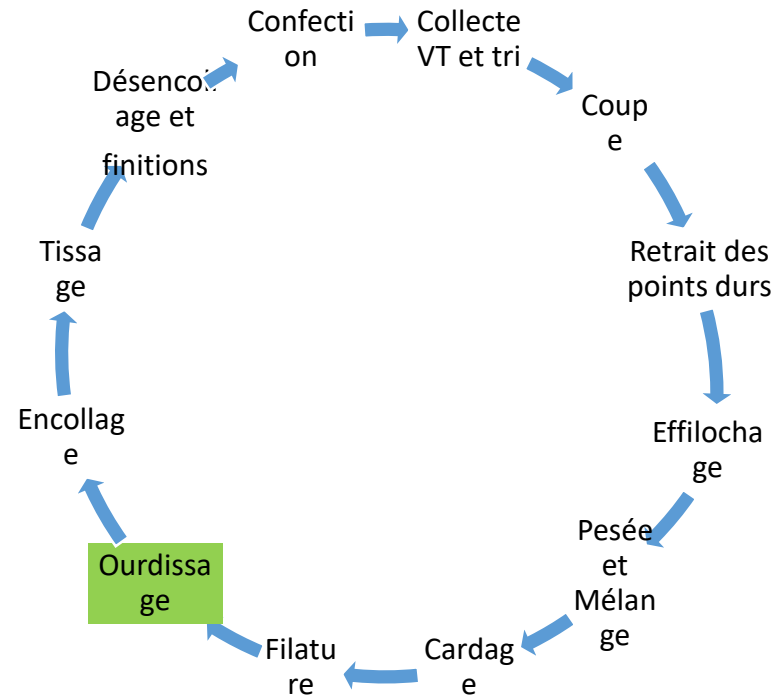 Confecti
on
Collecte
VT et tri
Coup
e
Retrait des
points durs
Effilocha
ge
Pesée
et
Mélan
ge
Cardag
e
Filatu
re
Ourdissa
ge
Encollag
e
Tissa
ge
Désencoll
age et
finitions